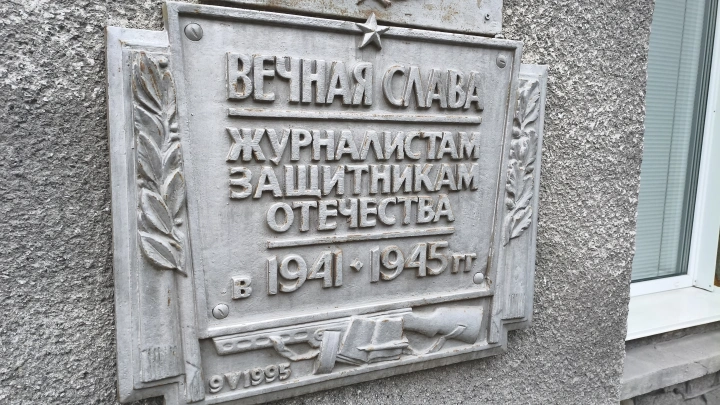 ВЕЧНАЯ СЛАВА
ЖУРНАЛИСТАМ
ЗАЩИТНИКАМ
ОТЕЧЕСТВА
В 1941 • 1945 ГГ
9 V 1995